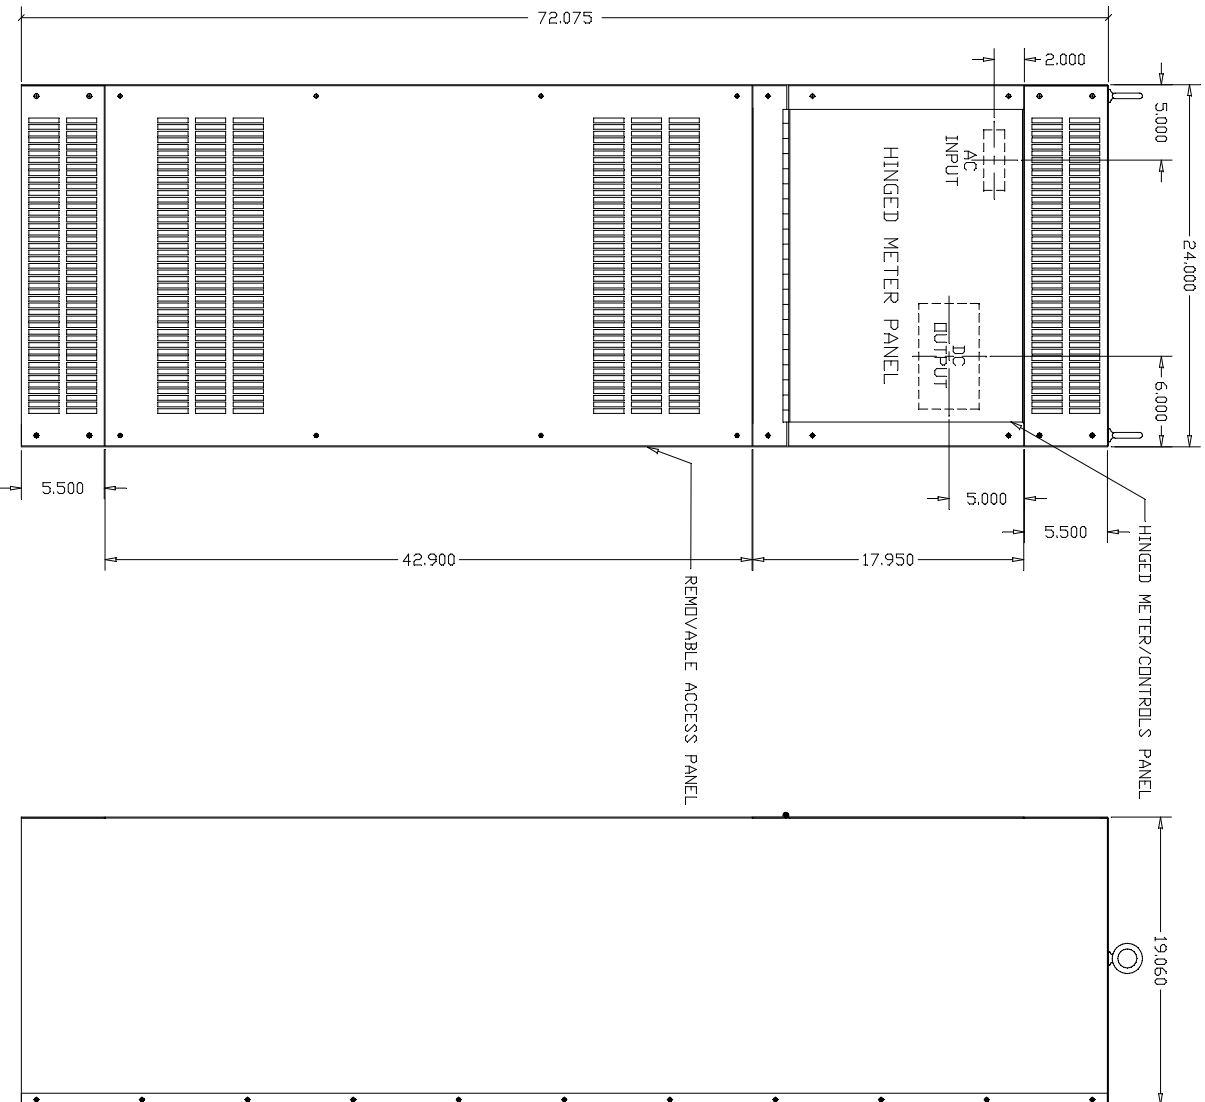 72.075
2.000
5.000
24.000
AC
INPUT
HINGED METER PANEL
DC
OUTPUT
6.000
5.500
5.000
5.500
42.900
17.950
HINGED METER/CONTROLS PANEL
REMOVABLE ACCESS PANEL
19.060